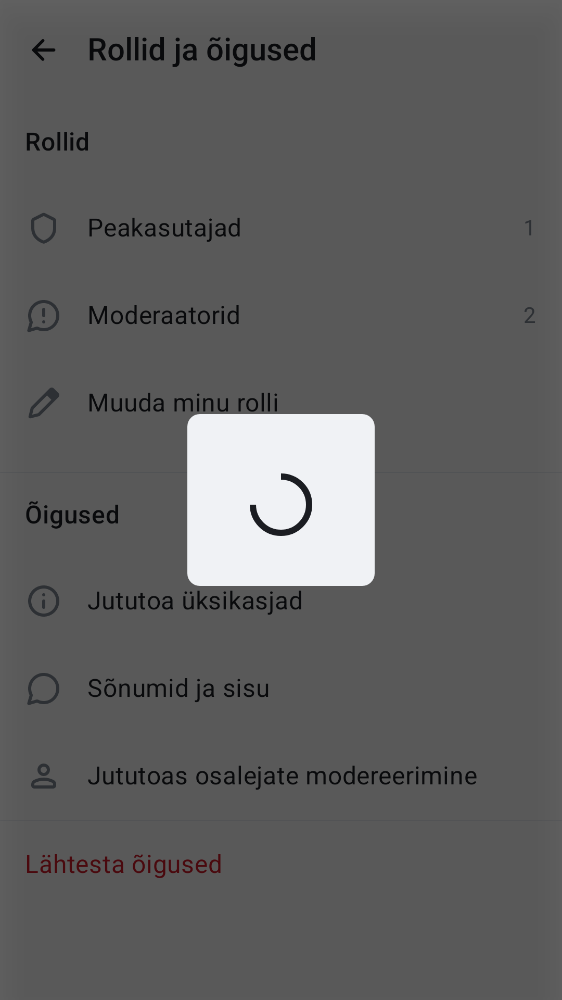 Rollid ja õigused
Rollid
Peakasutajad 1
Moderaatorid 2
Muuda minu rolli
Õigused
Jututoa üksikasjad
Sõnumid ja sisu
Jututoas osalejate modereerimine
Lähtesta õigused